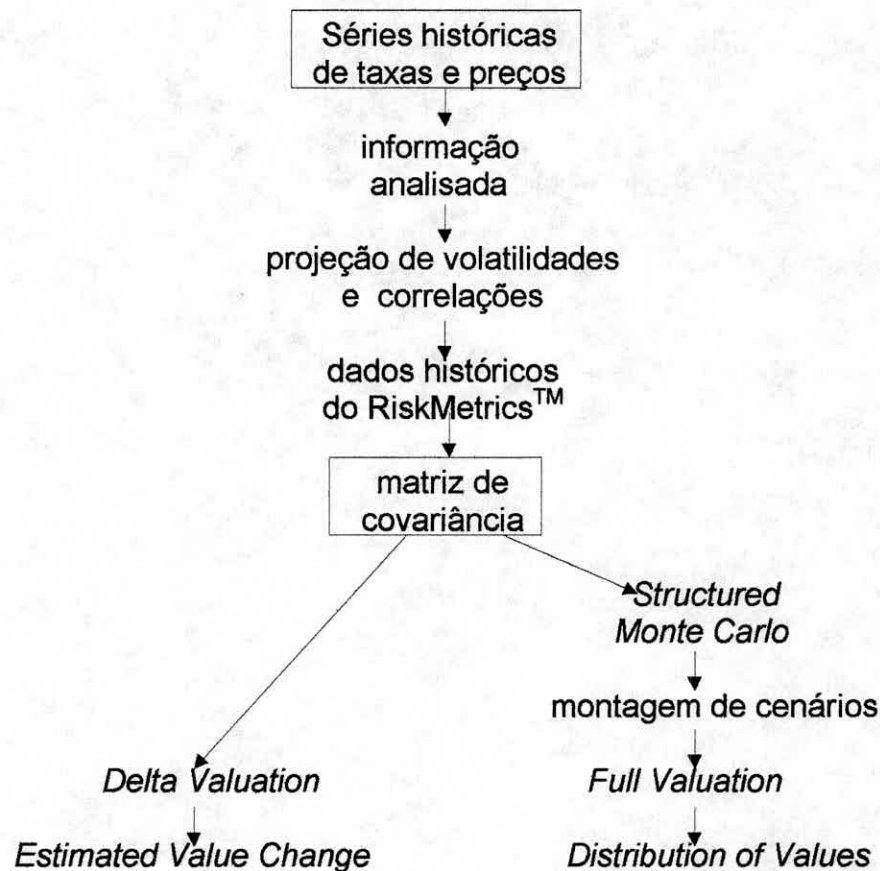 Séries históricas
de taxas e preços
informação
analisada
projeção de volatilidades
e correlações
dados históricos
do RiskMetrics™
matriz de
covariância
Structured
Monte Carlo
montagem de cenários
Delta Valuation
Full Valuation
Estimated Value Change
Distribution of Values